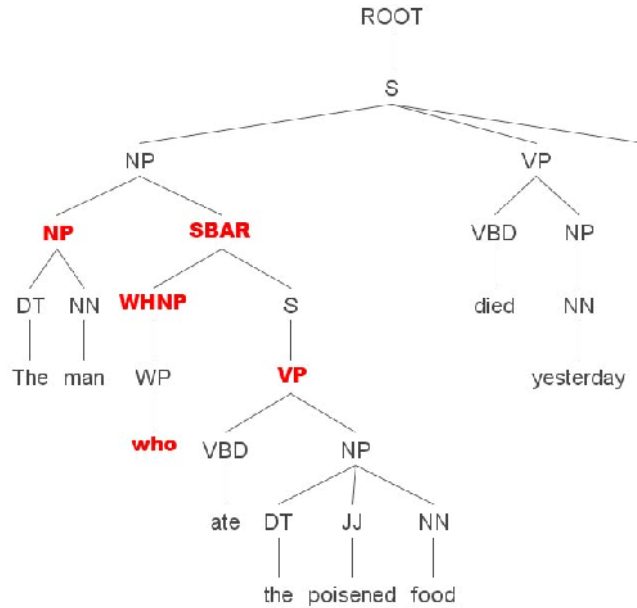 ROOT
S
NP VP
NP SBAR VBD NP
DT NN WHNP S died NN
The man WP VP yesterday
who VBD NP
ate DT JJ NN
the poisened food